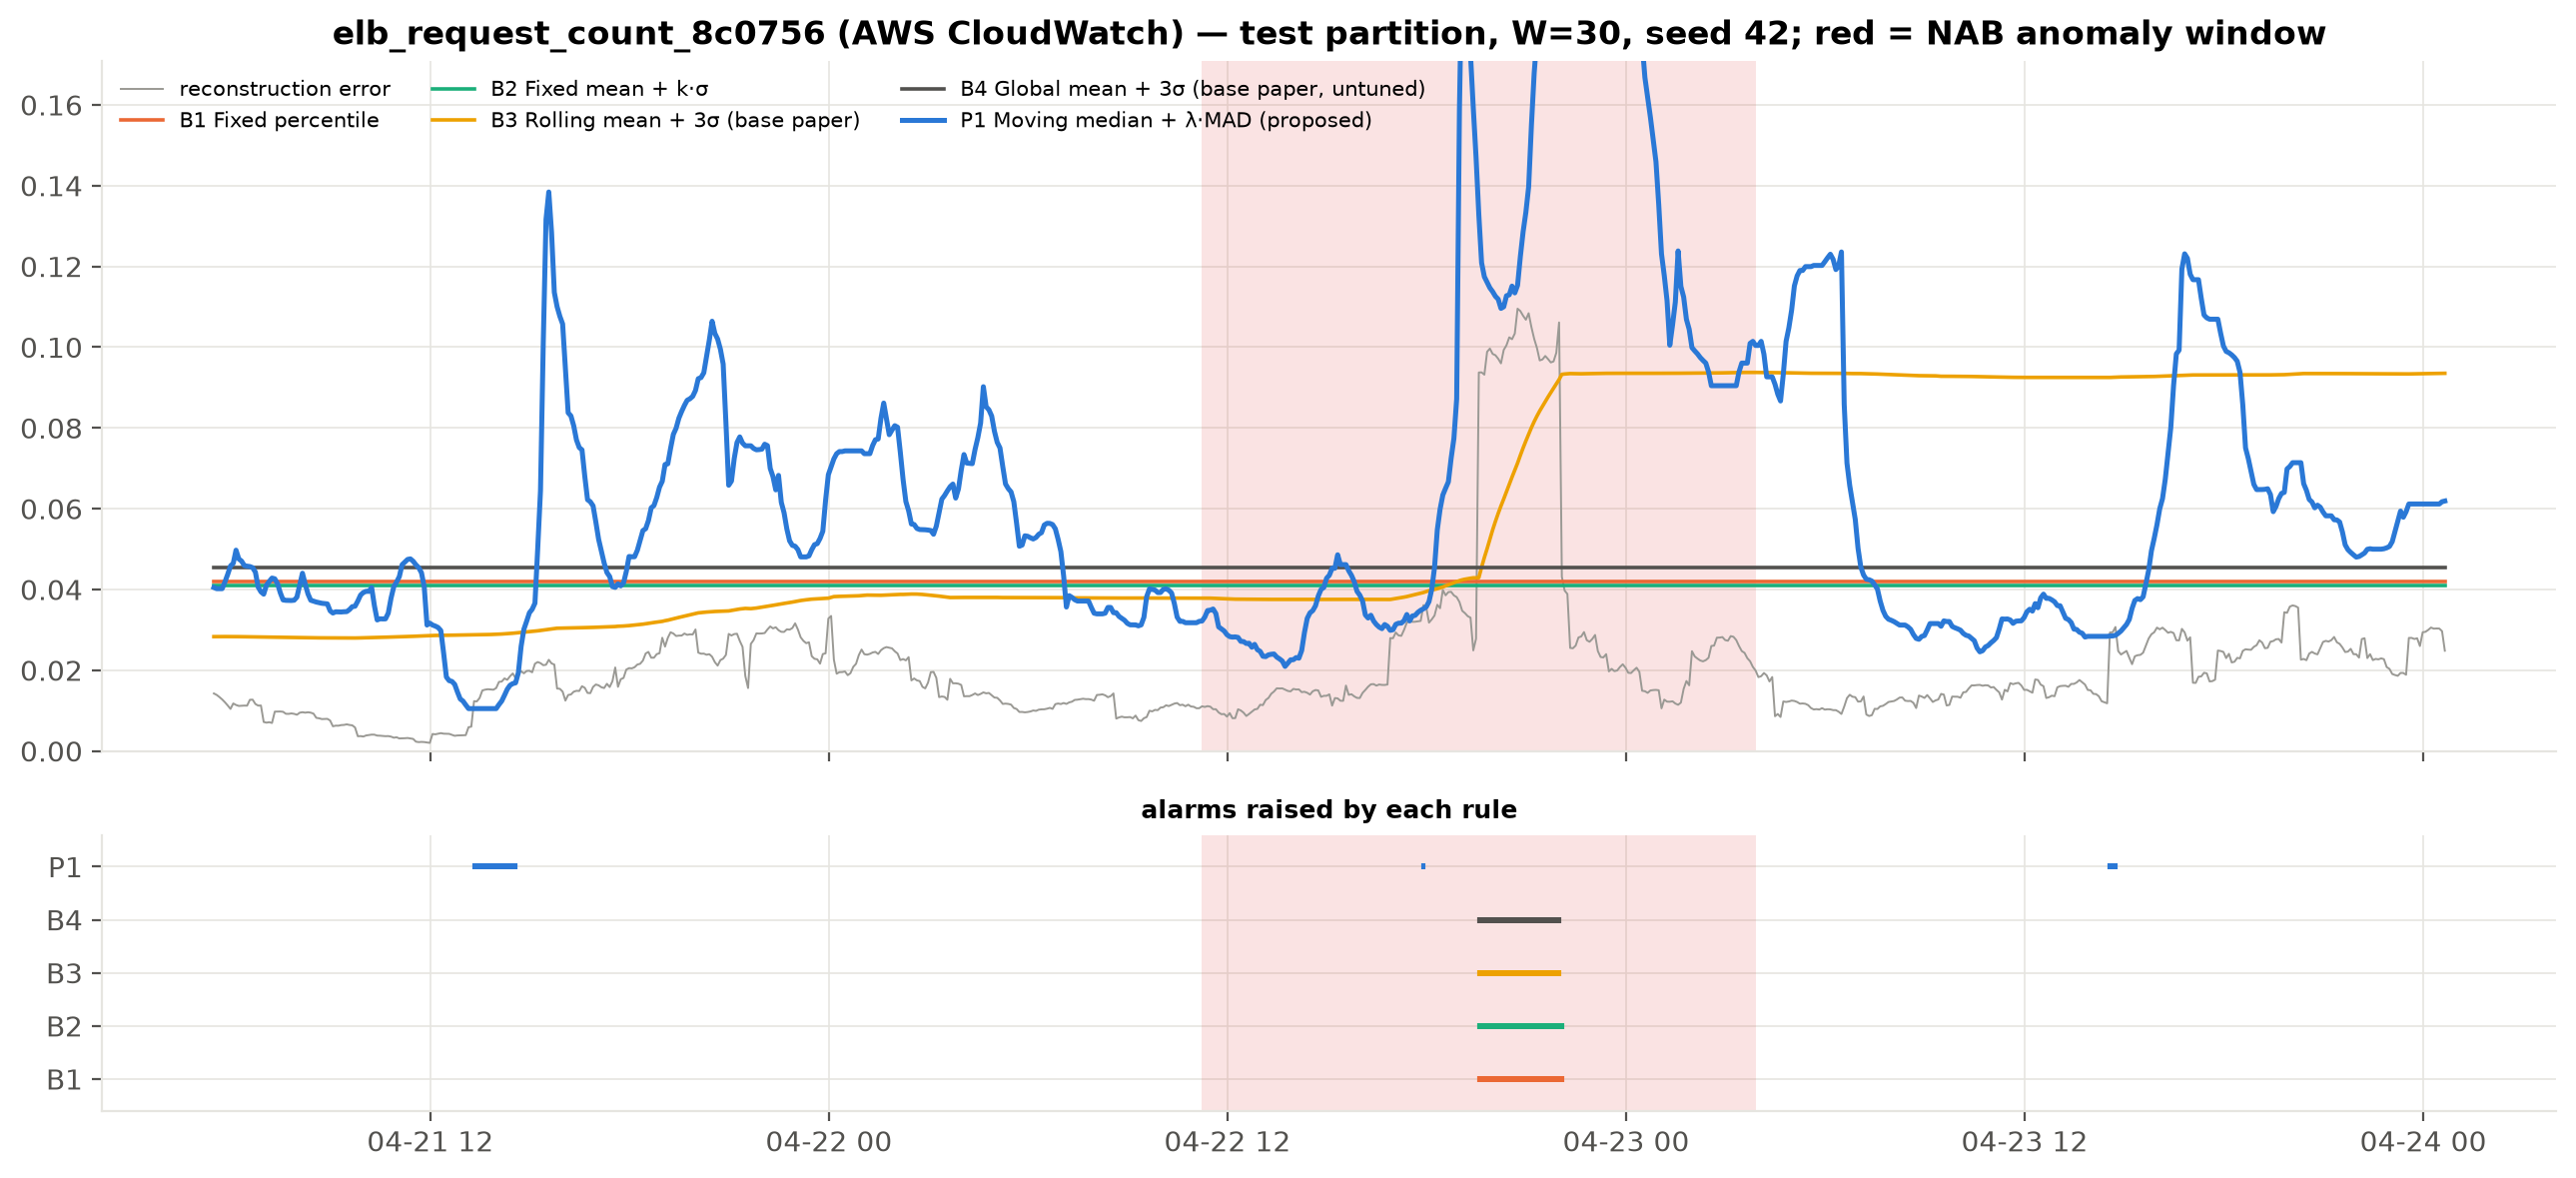 elb_request_count_8c0756 (AWS CloudWatch) — test partition, W=30, seed 42; red = NAB anomaly window
reconstruction error
B1 Fixed percentile
B2 Fixed mean + k·σ
B3 Rolling mean + 3σ (base paper)
B4 Global mean + 3σ (base paper, untuned)
P1 Moving median + λ·MAD (proposed)
0.16
0.14
0.12
0.10
0.08
0.06
0.04
0.02
0.00
alarms raised by each rule
P1
B4
B3
B2
B1
04-21 12
04-22 00
04-22 12
04-23 00
04-23 12
04-24 00